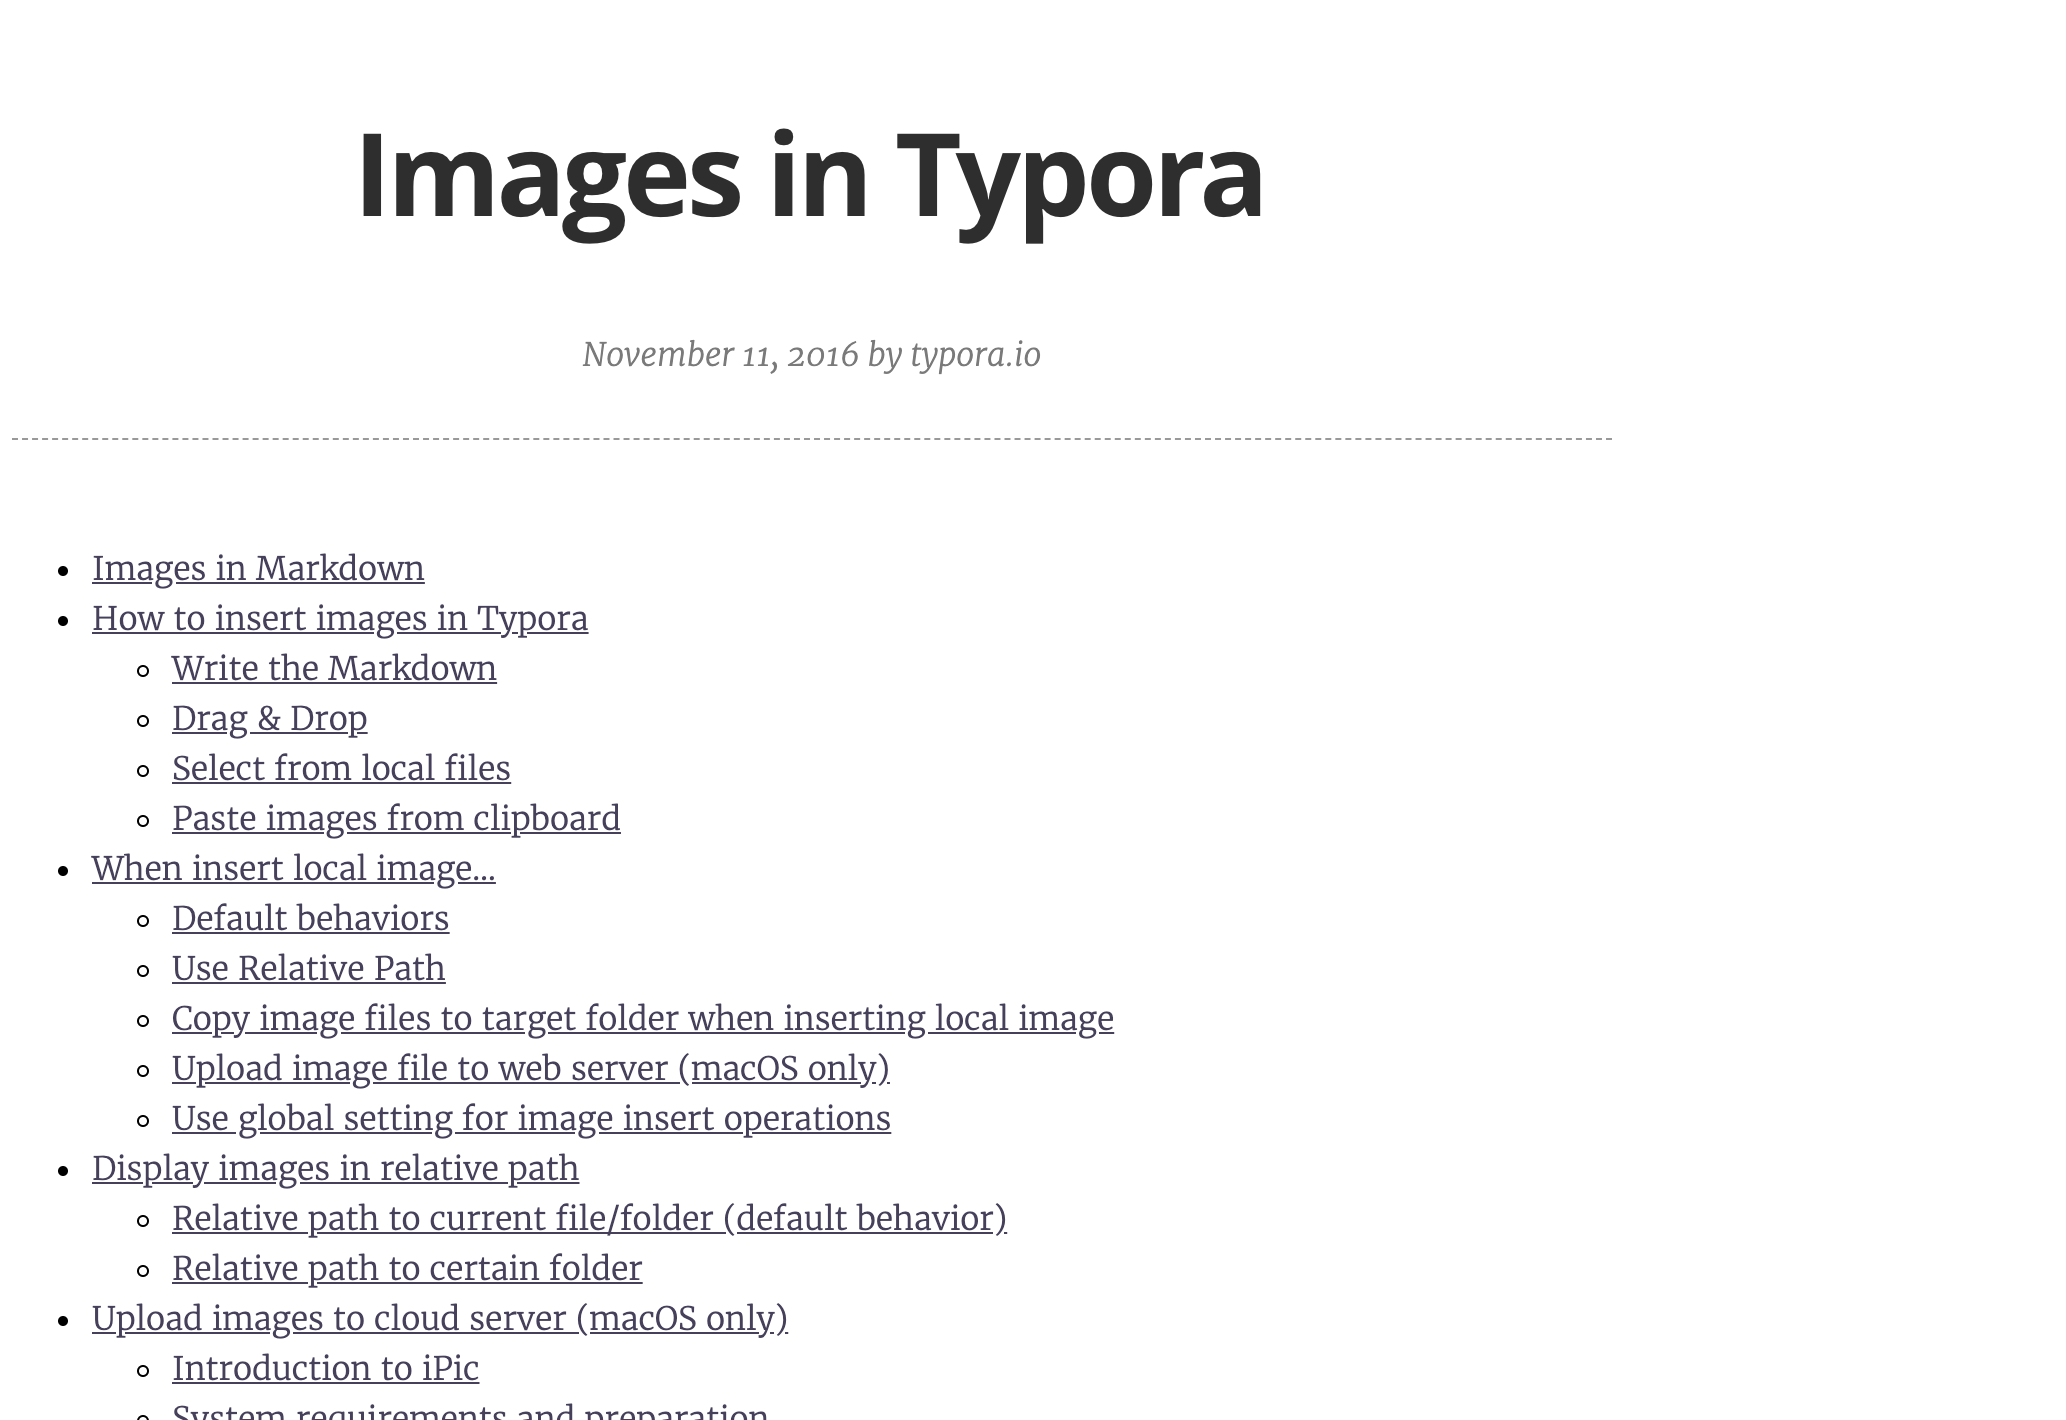 Images in Typora
November 11, 2016 by typora.io
Images in Markdown
How to insert images in Typora
Write the Markdown
Drag & Drop
Select from local files
Paste images from clipboard
When insert local image...
Default behaviors
Use Relative Path
Copy image files to target folder when inserting local image
Upload image file to web server (macOS only)
Use global setting for image insert operations
Display images in relative path
Relative path to current file/folder (default behavior)
Relative path to certain folder
Upload images to cloud server (macOS only)
Introduction to iPic
System requirements and preparation